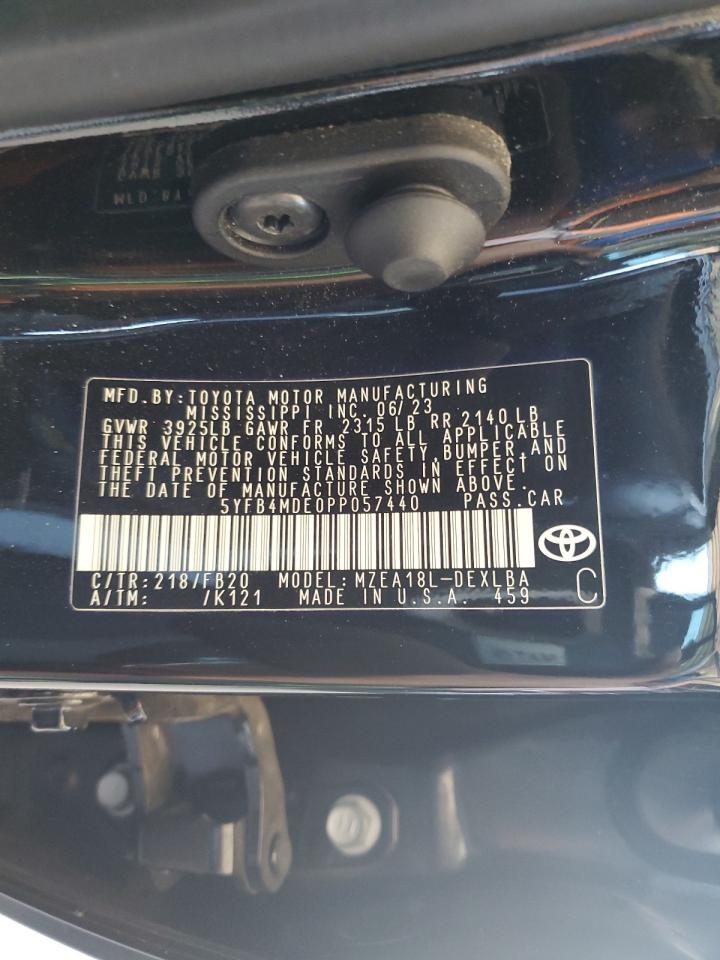 MFD.BY:TOYOTA MOTOR MANUFACTURING
MISSISSIPPI INC. 06/23
GVWR 3925LB GAWR FR 2315 LB RR 2140 LB
THIS VEHICLE CONFORMS TO ALL APPLICABLE
FEDERAL MOTOR VEHICLE SAFETY,BUMPER,AND
THEFT PREVENTION STANDARDS IN EFFECT ON
THE DATE OF MANUFACTURE SHOWN ABOVE.
5YFB4MDE0PP057440 PASS.CAR
C/TR:218/FB20 MODEL:MZEA18L-DEXLBA
A/TM: /K121 MADE IN U.S.A. 459 C